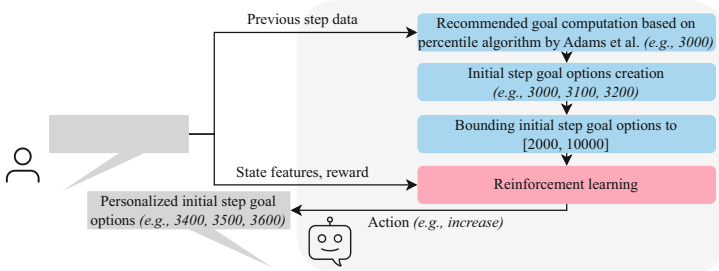 Previous step data
Recommended goal computation based on
percentile algorithm by Adams et al. (e.g., 3000)
Initial step goal options creation
(e.g., 3000, 3100, 3200)
Bounding initial step goal options to
[2000, 10000]
State features, reward
Reinforcement learning
Personalized initial step goal
options (e.g., 3400, 3500, 3600)
Action (e.g., increase)